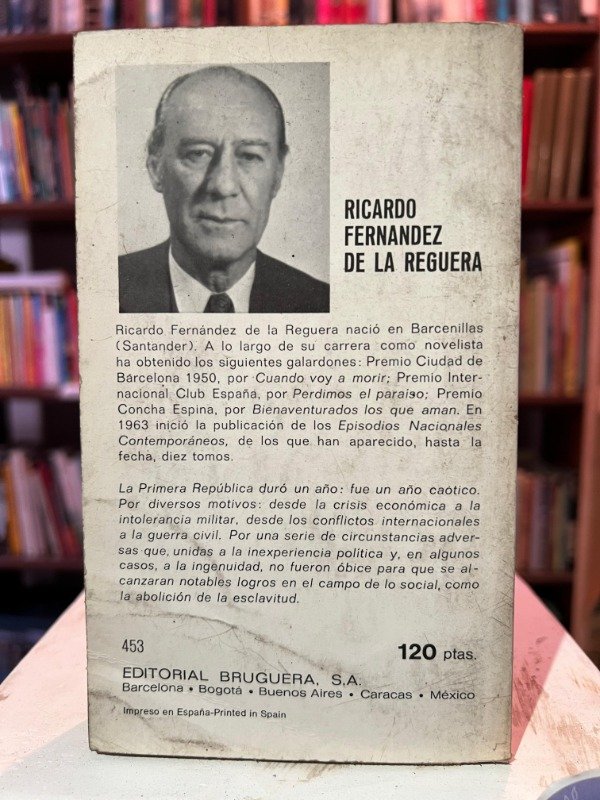 RICARDO
FERNANDEZ
DE LA REGUERA
Ricardo Fernández de la Reguera nació en Barcenillas
(Santander). A lo largo de su carrera como novelista
ha obtenido los siguientes galardones: Premio Ciudad de
Barcelona 1950, por Cuando voy a morir; Premio Inter-
nacional Club España, por Perdimos el paraiso; Premio
Concha Espina, por Bienaventurados los que aman. En
1963 inició la publicación de los Episodios Nacionales
Contemporáneos, de los que han aparecido, hasta la
fecha, diez tomos.
La Primera República duró un año: fue un año caótico.
Por diversos motivos: desde la crisis económica a la
intolerancia militar, desde los conflictos internacionales
a la guerra civil. Por una serie de circunstancias adver-
sas que, unidas a la inexperiencia política y, en algunos
casos, a la ingenuidad, no fueron óbice para que se al-
canzaran notables logros en el campo de lo social, como
la abolición de la esclavitud.
453
120 ptas.
EDITORIAL BRUGUERA, S.A.
Barcelona • Bogotá • Buenos Aires • Caracas • México
Impreso en España-Printed in Spain